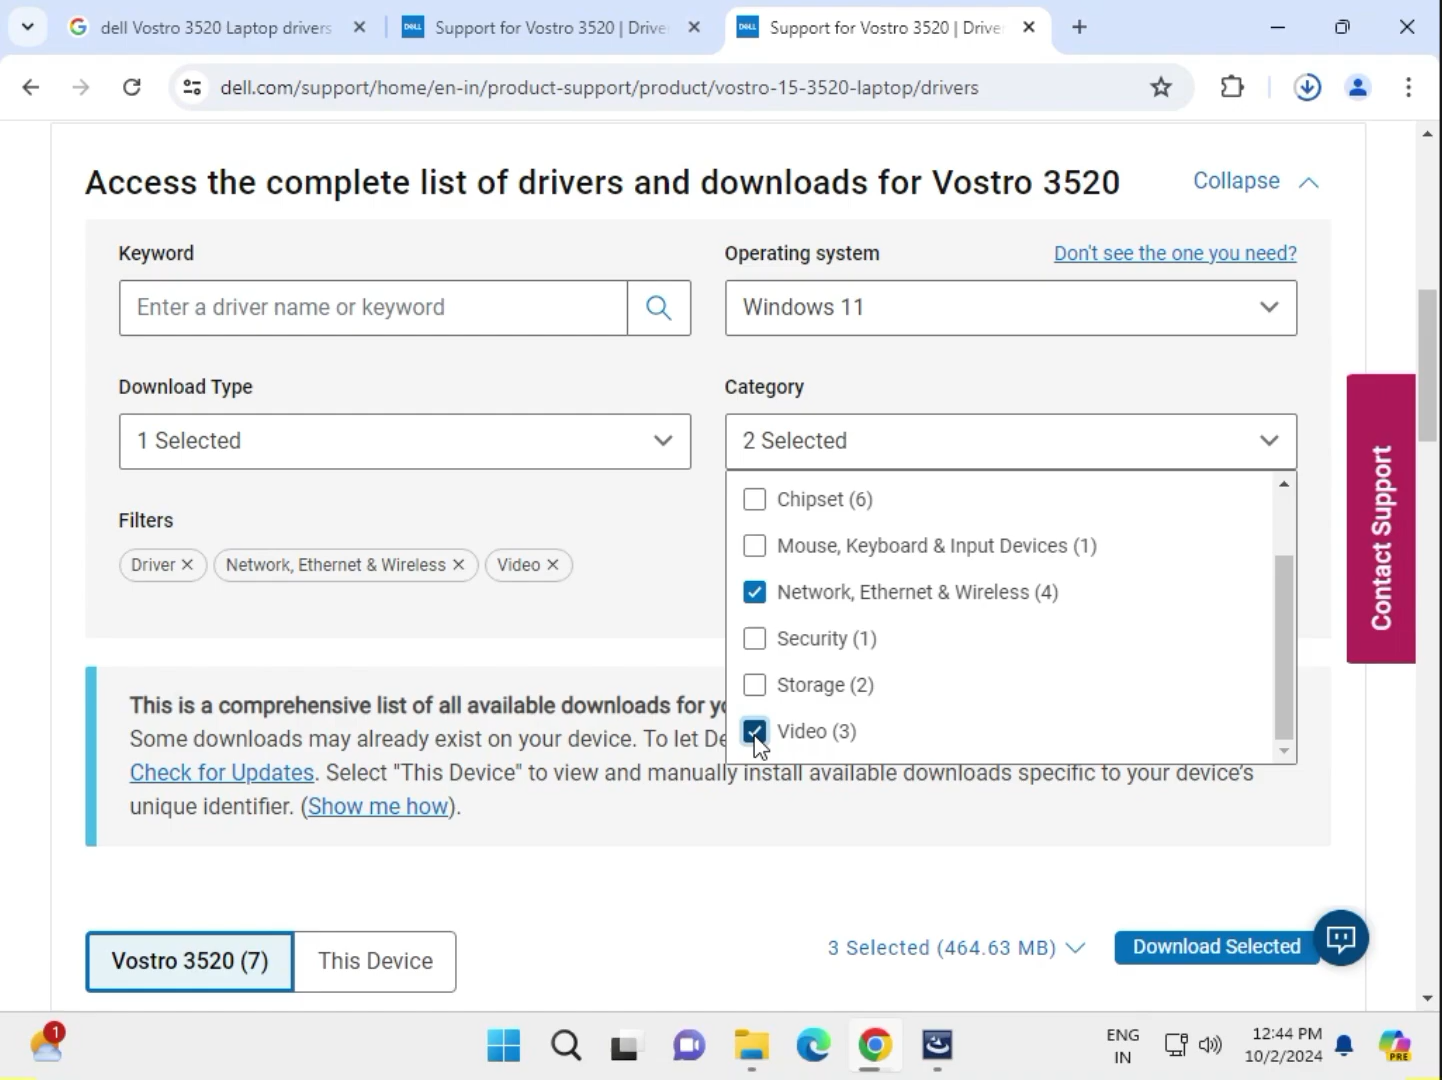 dell Vostro 3520 Laptop drivers
DELL Support for Vostro 3520 | Drive
DELL Support for Vostro 3520 | Drive
dell.com/support/home/en-in/product-support/product/vostro-15-3520-laptop/drivers
Access the complete list of drivers and downloads for Vostro 3520
Collapse
Keyword
Operating system
Don't see the one you need?
Enter a driver name or keyword
Windows 11
Download Type
Category
1 Selected
2 Selected
Filters
Driver
Network, Ethernet & Wireless
Video
Chipset (6)
Mouse, Keyboard & Input Devices (1)
Network, Ethernet & Wireless (4)
Security (1)
Storage (2)
Video (3)
Contact Support
This is a comprehensive list of all available downloads for yo
Some downloads may already exist on your device. To let De
Check for Updates. Select "This Device" to view and manually install available downloads specific to your device's
unique identifier. (Show me how).
Vostro 3520 (7)
This Device
3 Selected (464.63 MB)
Download Selected
1
ENG
IN
12:44 PM
10/2/2024
PRE